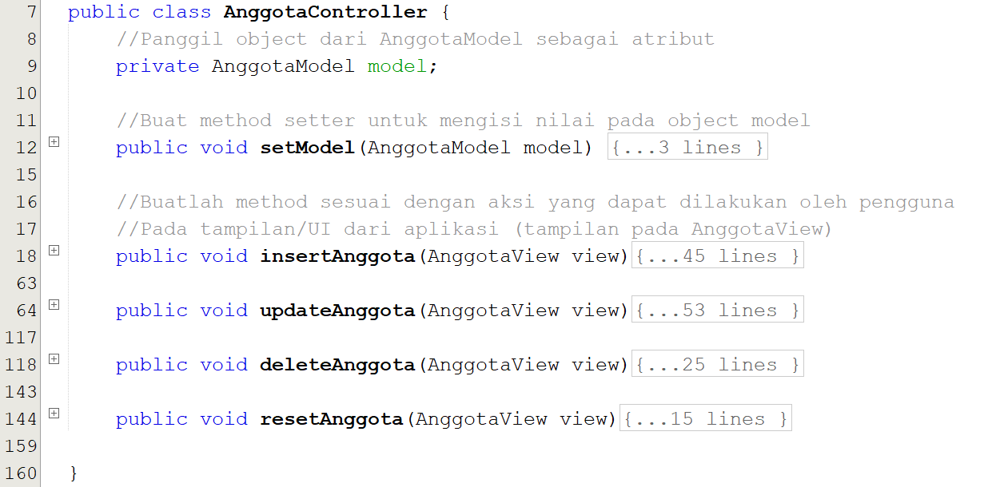 7 public class AnggotaController {
8 //Panggil object dari AnggotaModel sebagai atribut
9 private AnggotaModel model;
10
11 //Buat method setter untuk mengisi nilai pada object model
12 public void setModel(AnggotaModel model) {...3 lines }
15
16 //Buatlah method sesuai dengan aksi yang dapat dilakukan oleh pengguna
17 //Pada tampilan/UI dari aplikasi (tampilan pada AnggotaView)
18 public void insertAnggota(AnggotaView view){...45 lines }
63
64 public void updateAnggota(AnggotaView view){...53 lines }
117
118 public void deleteAnggota(AnggotaView view){...25 lines }
143
144 public void resetAnggota(AnggotaView view){...15 lines }
159
160 }